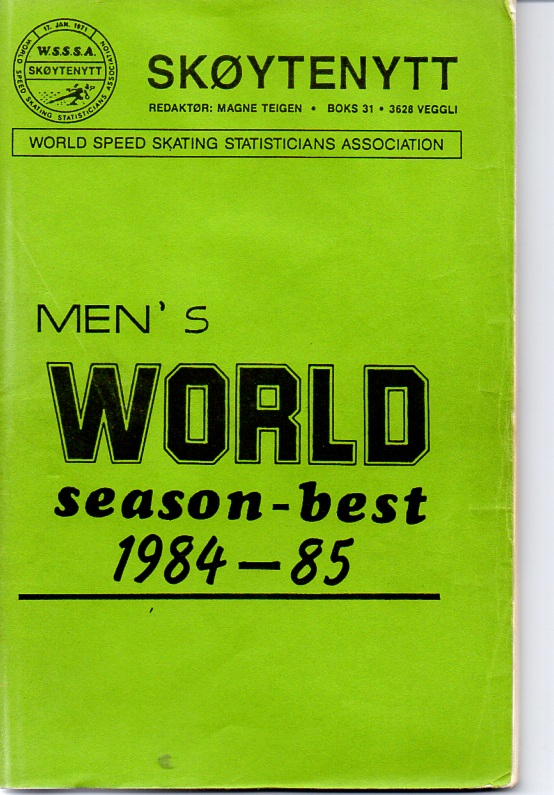 17. JAN. 1971
W.S.S.S.A.
SKØYTENYTT
WORLD SPEED SKATING STATISTICIANS ASSOCIATION
SKØYTENYTT
REDAKTØR: MAGNE TEIGEN • BOKS 31 • 3628 VEGGLI
WORLD SPEED SKATING STATISTICIANS ASSOCIATION
MEN'S
WORLD
season-best
1984—85